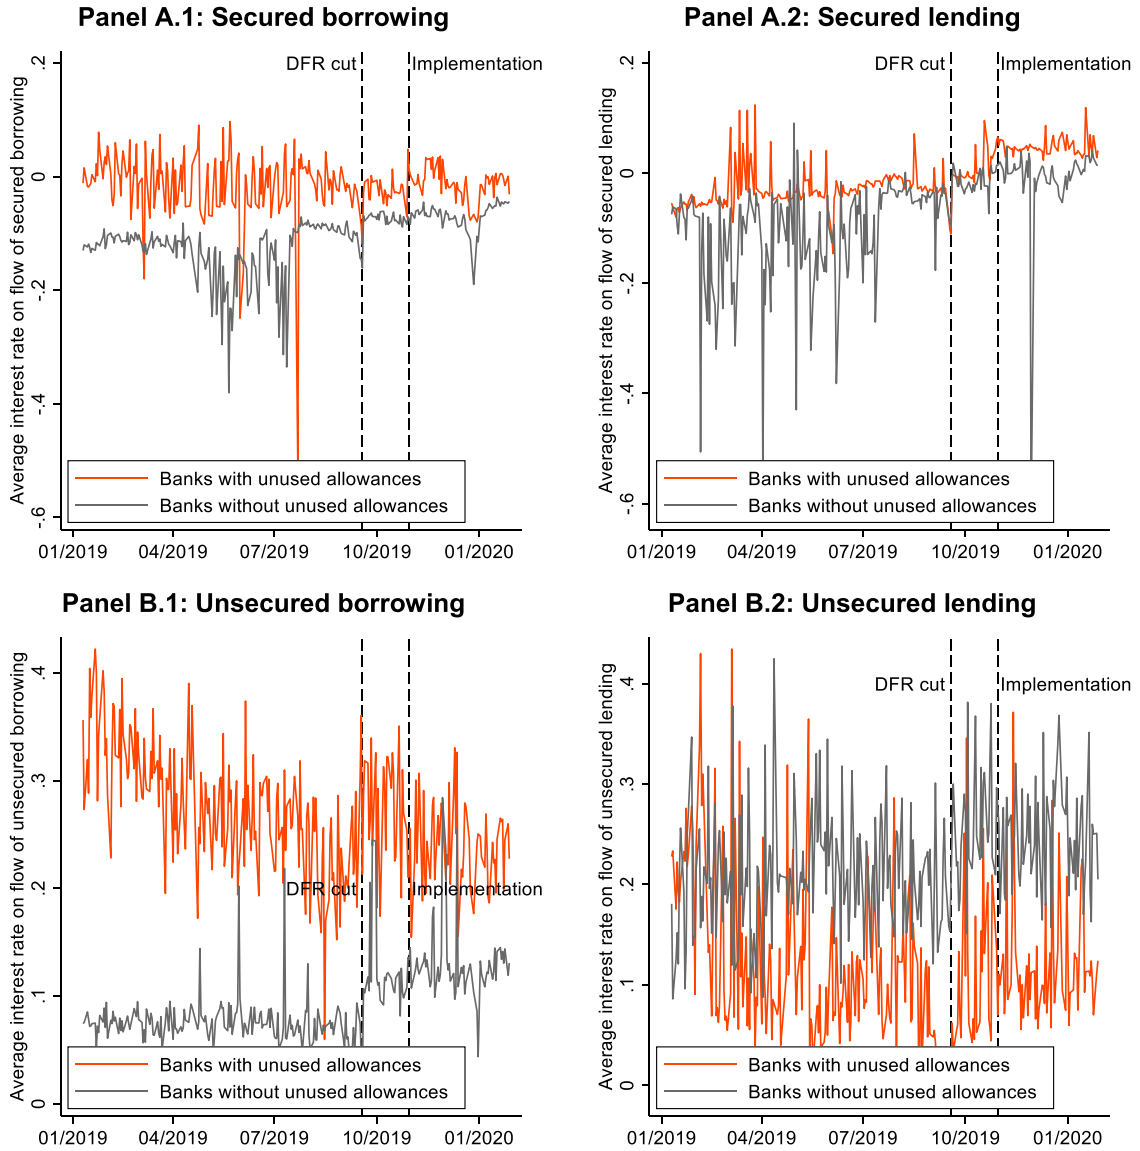 Panel A.1: Secured borrowing
Average interest rate on flow of secured borrowing
.2
0
-.2
-.4
-.6
DFR cut
Implementation
Banks with unused allowances
Banks without unused allowances
01/2019 04/2019 07/2019 10/2019 01/2020
Panel A.2: Secured lending
Average interest rate on flow of secured lending
.2
0
-.2
-.4
-.6
DFR cut
Implementation
Banks with unused allowances
Banks without unused allowances
01/2019 04/2019 07/2019 10/2019 01/2020
Panel B.1: Unsecured borrowing
Average interest rate on flow of unsecured borrowing
.4
.3
.2
.1
0
DFR cut
Implementation
Banks with unused allowances
Banks without unused allowances
01/2019 04/2019 07/2019 10/2019 01/2020
Panel B.2: Unsecured lending
Average interest rate on flow of unsecured lending
.4
.3
.2
.1
0
DFR cut
Implementation
Banks with unused allowances
Banks without unused allowances
01/2019 04/2019 07/2019 10/2019 01/2020